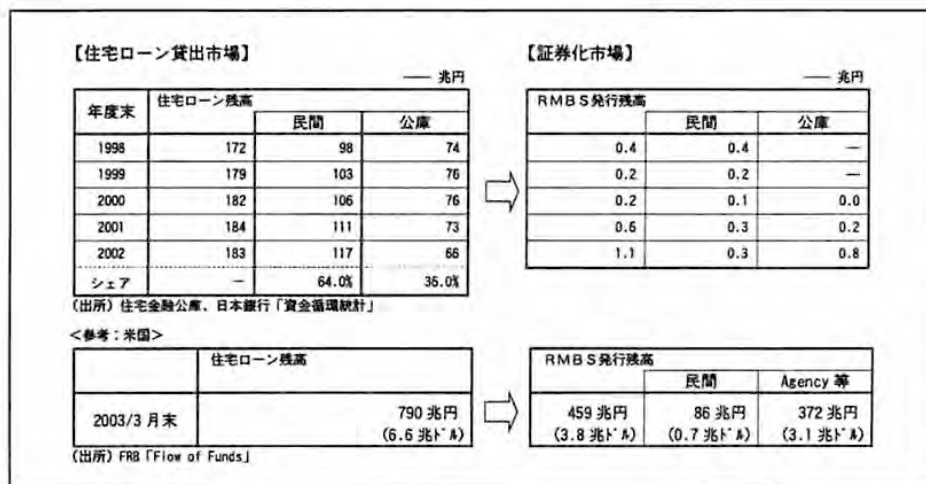 【住宅ローン貸出市場】
── 兆円
年度末 住宅ローン残高
民間 公庫
1998 172 98 74
1999 179 103 76
2000 182 106 76
2001 184 111 73
2002 183 117 66
シェア － 64.0% 36.0%
(出所) 住宅金融公庫、日本銀行「資金循環統計」
【証券化市場】
── 兆円
RMBS発行残高
民間 公庫
0.4 0.4 －
0.2 0.2 －
0.2 0.1 0.0
0.6 0.3 0.2
1.1 0.3 0.8
<参考：米国>
住宅ローン残高
2003/3 月末 790 兆円
(6.6 兆ﾄﾞﾙ)
(出所) FRB「Flow of Funds」
RMBS発行残高
民間 Agency 等
459 兆円 86 兆円 372 兆円
(3.8 兆ﾄﾞﾙ) (0.7 兆ﾄﾞﾙ) (3.1 兆ﾄﾞﾙ)